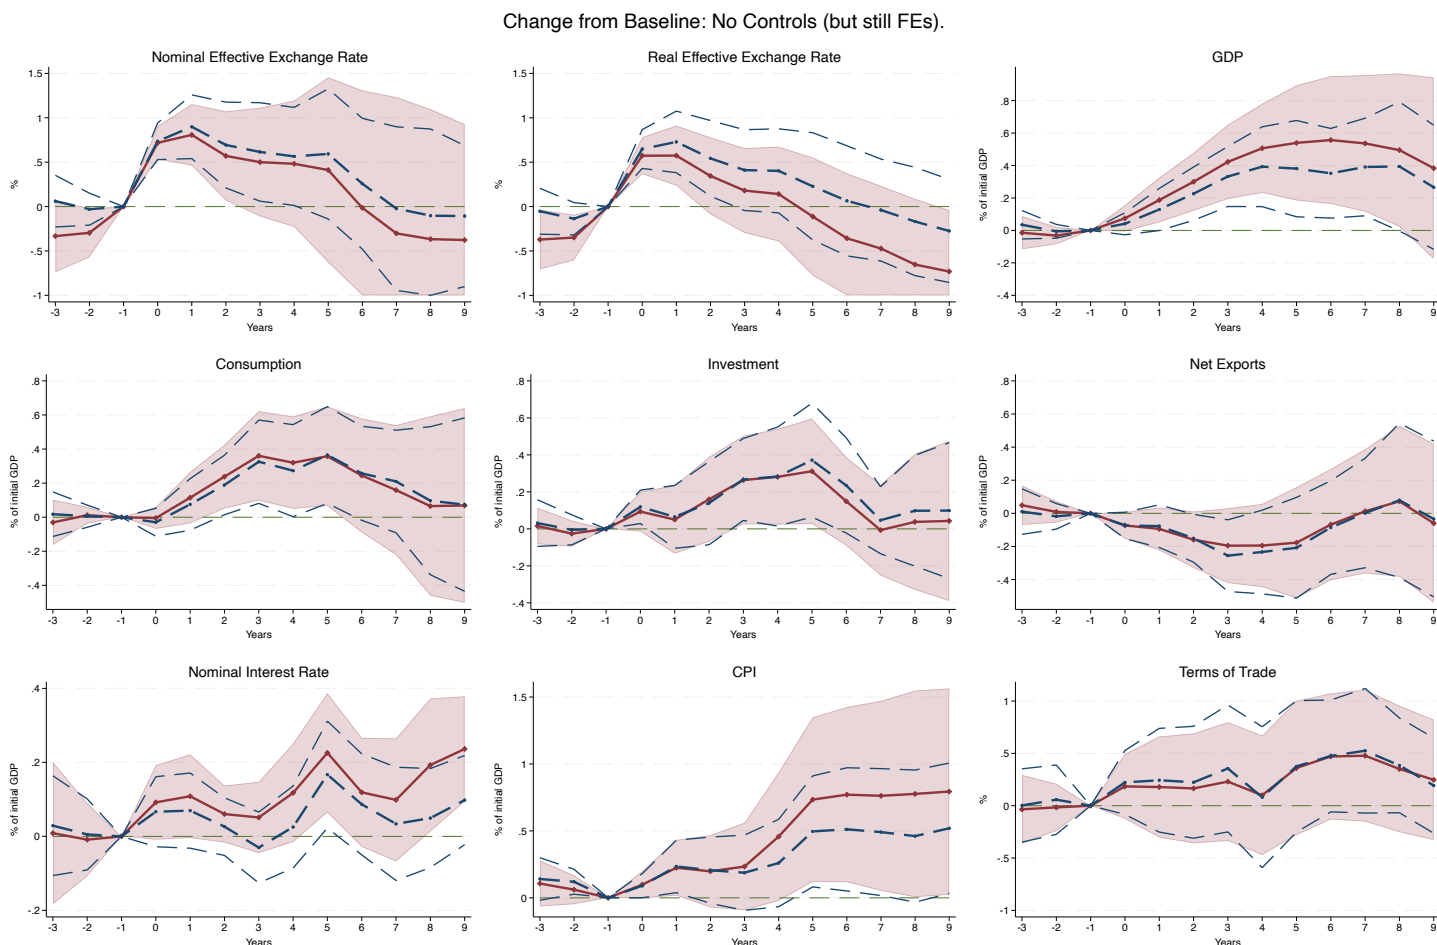 Change from Baseline: No Controls (but still FEs).
Nominal Effective Exchange Rate
1.5
1
.5
0
-.5
-1
%
-3 -2 -1 0 1 2 3 4 5 6 7 8 9
Years
Real Effective Exchange Rate
1.5
1
.5
0
-.5
-1
%
-3 -2 -1 0 1 2 3 4 5 6 7 8 9
Years
GDP
.8
.6
.4
.2
0
-.2
-.4
% of initial GDP
-3 -2 -1 0 1 2 3 4 5 6 7 8 9
Years
Consumption
.8
.6
.4
.2
0
-.2
-.4
% of initial GDP
-3 -2 -1 0 1 2 3 4 5 6 7 8 9
Years
Investment
.8
.6
.4
.2
0
-.2
-.4
% of initial GDP
-3 -2 -1 0 1 2 3 4 5 6 7 8 9
Years
Net Exports
.8
.6
.4
.2
0
-.2
-.4
% of initial GDP
-3 -2 -1 0 1 2 3 4 5 6 7 8 9
Years
Nominal Interest Rate
.4
.2
0
-.2
% of initial GDP
-3 -2 -1 0 1 2 3 4 5 6 7 8 9
Years
CPI
1.5
1
.5
0
% of initial GDP
-3 -2 -1 0 1 2 3 4 5 6 7 8 9
Years
Terms of Trade
1
.5
0
-.5
-1
%
-3 -2 -1 0 1 2 3 4 5 6 7 8 9
Years